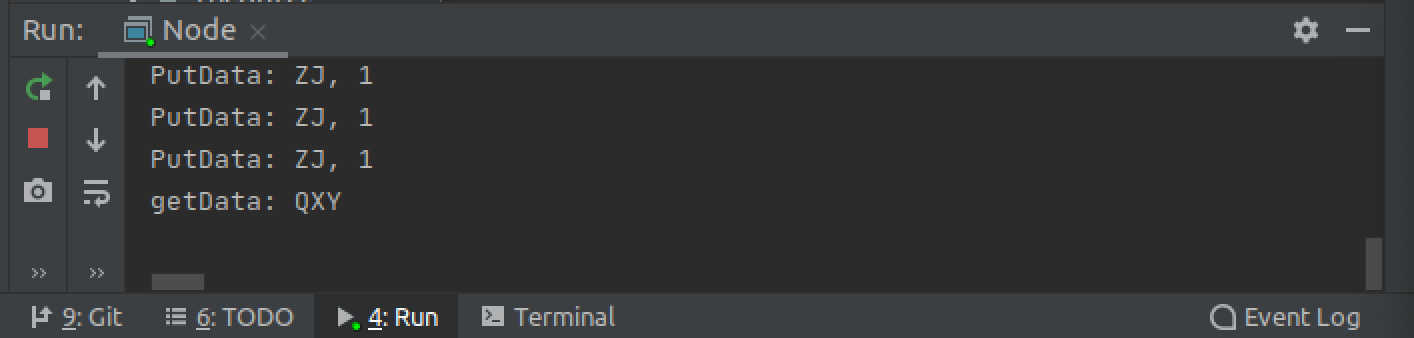 Run: Node
PutData: ZJ, 1
PutData: ZJ, 1
PutData: ZJ, 1
getData: QXY
9: Git 6: TODO 4: Run Terminal Event Log